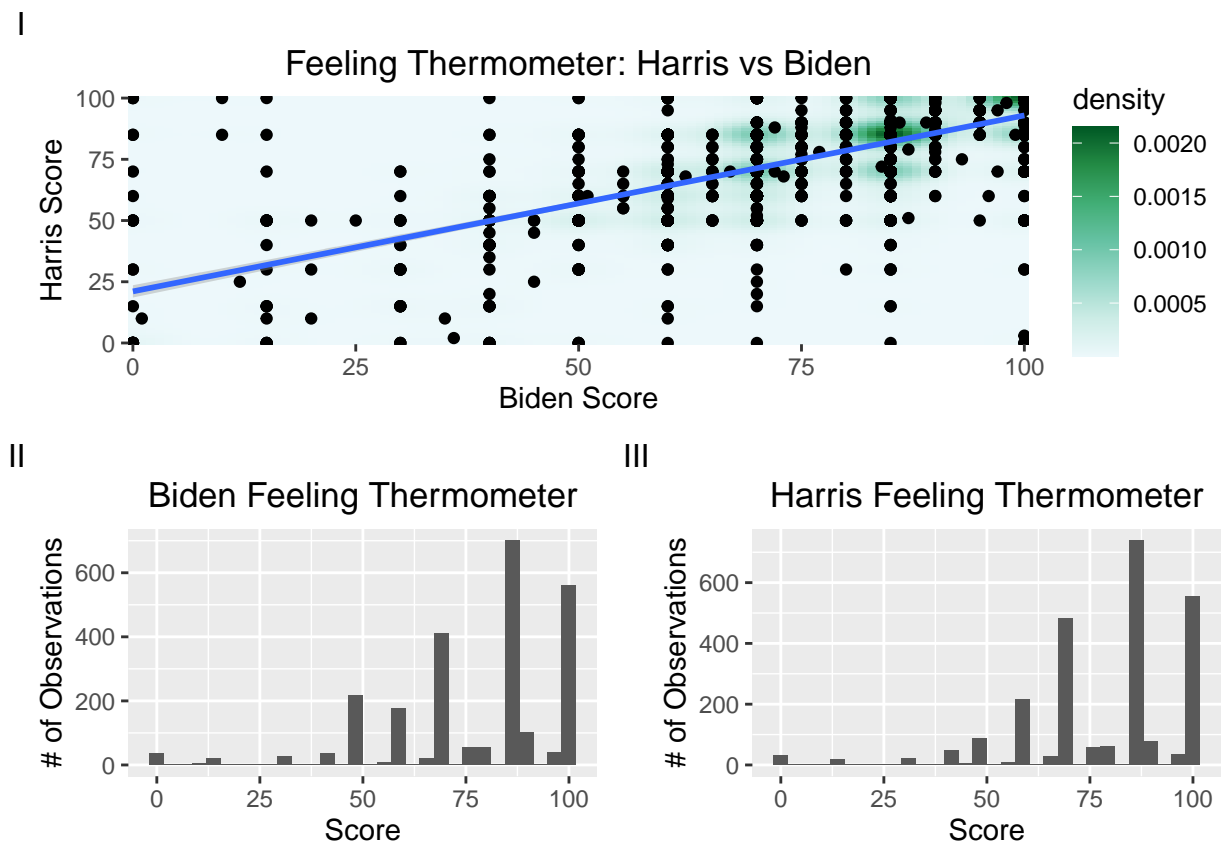 I
Feeling Thermometer: Harris vs Biden
Harris Score
100
75
50
25
0
0 25 50 75 100
Biden Score
density
0.0020
0.0015
0.0010
0.0005
II
Biden Feeling Thermometer
# of Observations
600
400
200
0
0 25 50 75 100
Score
III
Harris Feeling Thermometer
# of Observations
600
400
200
0
0 25 50 75 100
Score